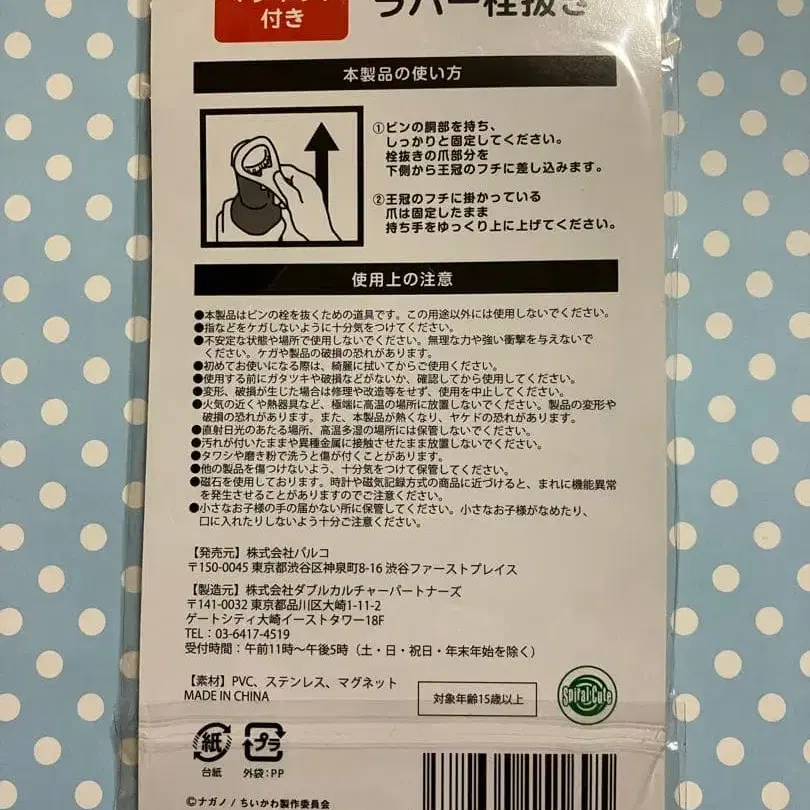 付き
ラバー栓抜き
本製品の使い方
①ビンの胴部を持ち、
しっかりと固定してください。
栓抜きの爪部分を
下側から王冠のフチに差し込みます。
②王冠のフチに掛かっている
爪は固定したまま
持ち手をゆっくり上に上げてください。
使用上の注意
●本製品はビンの栓を抜くための道具です。この用途以外には使用しないでください。
●指などをケガしないように十分気をつけてください。
●不安定な状態や場所で使用しないでください。無理な力や強い衝撃を与えないで
ください。ケガや製品の破損の恐れがあります。
●初めてお使いになる際は、綺麗に拭いてからご使用ください。
●使用する前にガタツキや破損などがないか、確認してから使用してください。
●変形、破損が生じた場合は修理や改造等をせず、使用を中止してください。
●火気の近くや熱器具など、極端に高温の場所に放置しないでください。製品の変形や
破損の恐れがあります。また、本製品が熱くなり、ヤケドの恐れがあります。
●直射日光のあたる場所、高温多湿の場所には保管しないでください。
●汚れが付いたままや異種金属に接触させたまま放置しないでください。
●タワシや磨き粉で洗うと傷が付くことがあります。
●他の製品を傷つけないよう、十分気をつけて保管してください。
●磁石を使用しております。時計や磁気記録方式の商品に近づけると、まれに機能異常
を発生させることがありますのでご注意ください。
●小さなお子様の手の届かない所に保管してください。小さなお子様がなめたり、
口に入れたりしないよう十分ご注意ください。
【発売元】株式会社パルコ
〒150-0045 東京都渋谷区神泉町8-16 渋谷ファーストプレイス
【製造元】株式会社ダブルカルチャーパートナーズ
〒141-0032 東京都品川区大崎1-11-2
ゲートシティ大崎イーストタワー18F
TEL：03-6417-4519
受付時間：午前11時～午後5時（土・日・祝日・年末年始を除く）
【素材】PVC、ステンレス、マグネット
MADE IN CHINA
対象年齢15歳以上
Spiral Cute
紙 プラ
台紙 外袋：PP
©ナガノ / ちいかわ製作委員会